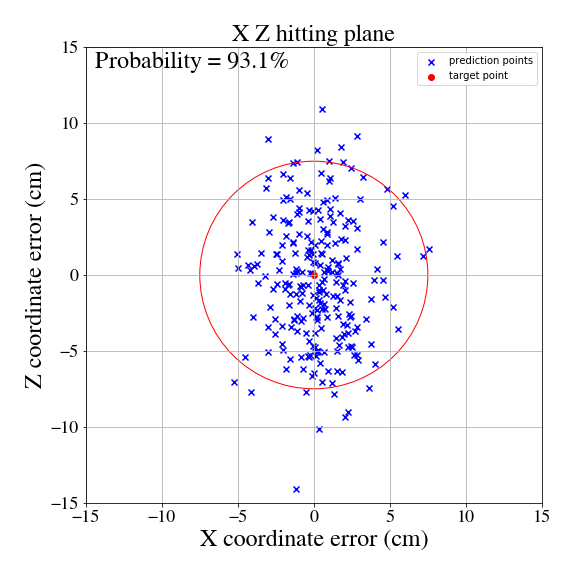 X Z hitting plane
Probability = 93.1%
prediction points
target point
Z coordinate error (cm)
15
10
5
0
−5
−10
−15
−15
−10
−5
0
5
10
15
X coordinate error (cm)